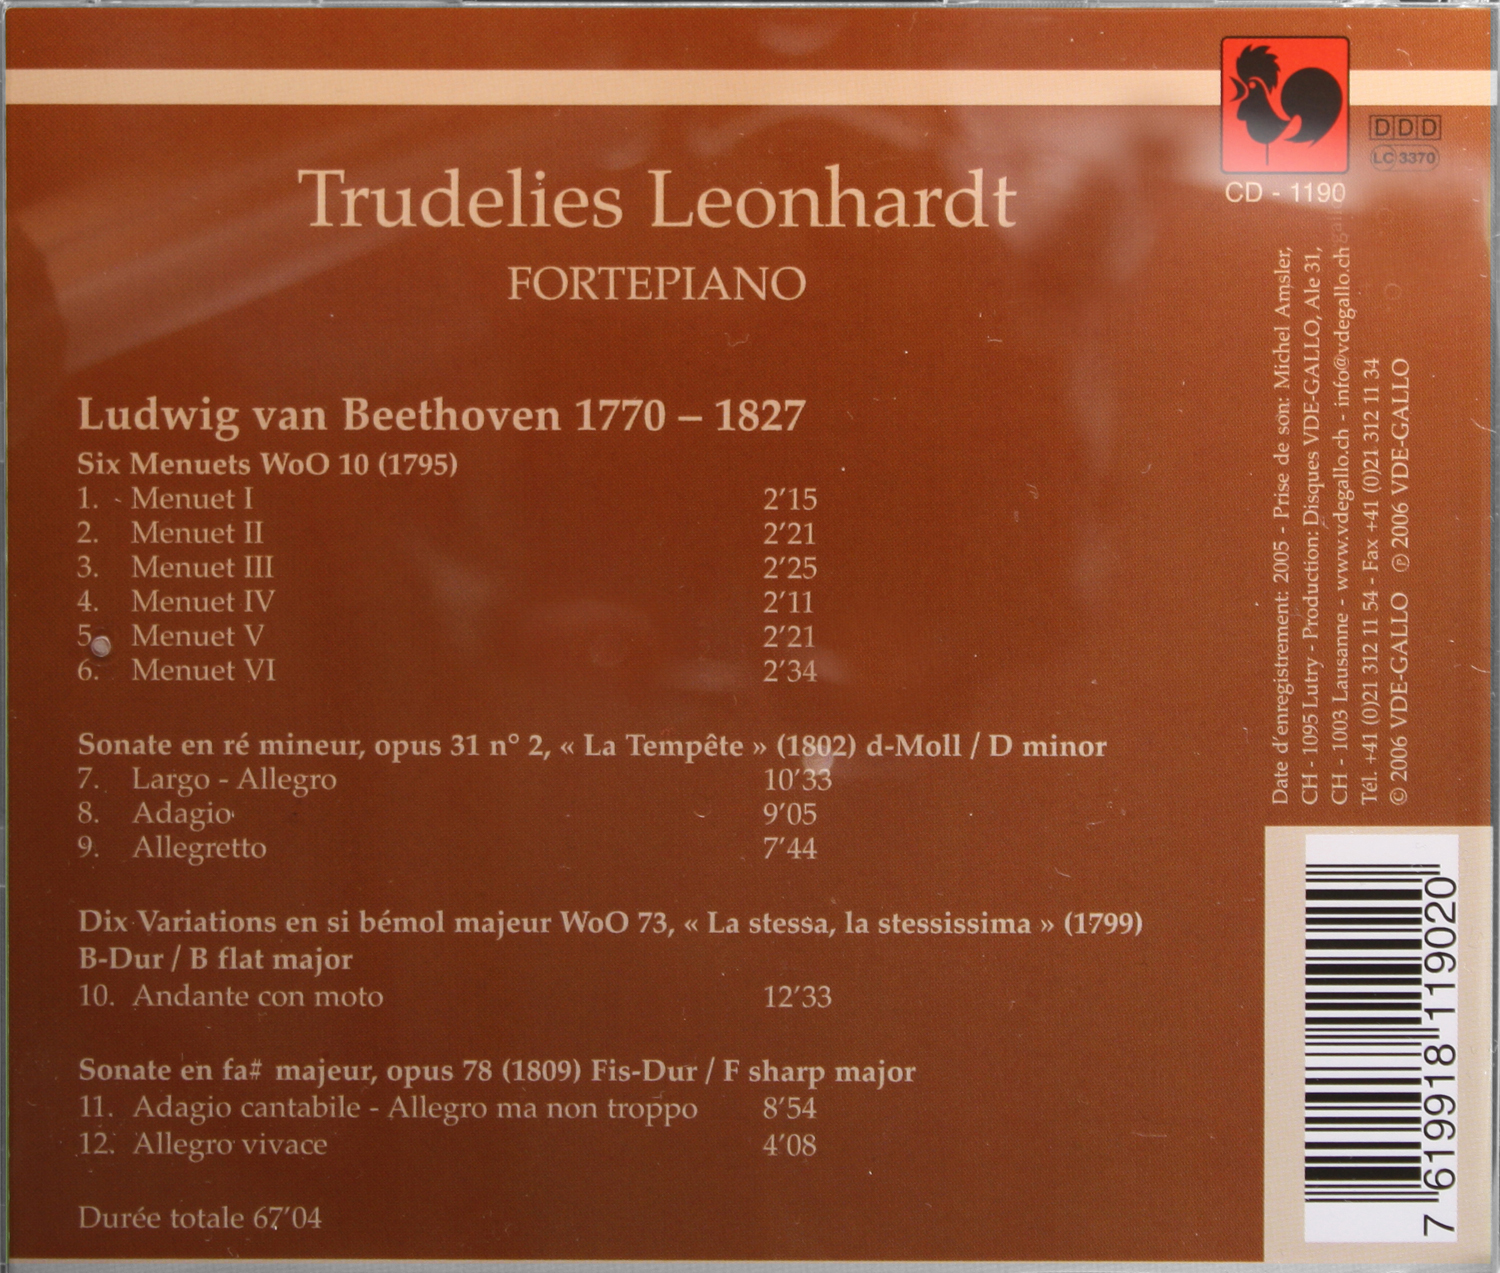 DDD
LC 3370
CD - 1190
Trudelies Leonhardt
FORTEPIANO
Ludwig van Beethoven 1770 – 1827
Six Menuets WoO 10 (1795)
1. Menuet I 2’15
2. Menuet II 2’21
3. Menuet III 2’25
4. Menuet IV 2’11
5. Menuet V 2’21
6. Menuet VI 2’34
Sonate en ré mineur, opus 31 n° 2, « La Tempête » (1802) d-Moll / D minor
7. Largo - Allegro 10’33
8. Adagio 9’05
9. Allegretto 7’44
Dix Variations en si bémol majeur WoO 73, « La stessa, la stessissima » (1799)
B-Dur / B flat major
10. Andante con moto 12’33
Sonate en fa# majeur, opus 78 (1809) Fis-Dur / F sharp major
11. Adagio cantabile - Allegro ma non troppo 8’54
12. Allegro vivace 4’08
Durée totale 67’04
Date d’enregistrement: 2005 - Prise de son: Michel Amsler,
CH - 1095 Lutry - Production: Disques VDE-GALLO, Ale 31,
CH - 1003 Lausanne - www.vdegallo.ch - info@vdegallo.ch
Tél. +41 (0)21 312 11 54 - Fax +41 (0)21 312 11 34
© 2006 VDE-GALLO ℗ 2006 VDE-GALLO
7 619918 119020